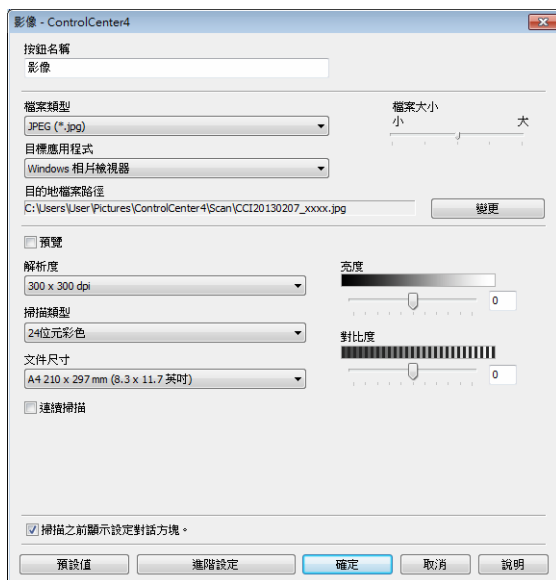 影像 - ControlCenter4
按鈕名稱
影像
檔案類型
JPEG (*.jpg)
檔案大小
小 大
目標應用程式
Windows 相片檢視器
目的地檔案路徑
C:\Users\User\Pictures\ControlCenter4\Scan\CCI20130207_xxxx.jpg 變更
預覽
解析度
300 x 300 dpi
亮度
0
掃描類型
24位元彩色
對比度
0
文件尺寸
A4 210 x 297 mm (8.3 x 11.7 英吋)
連續掃描
掃描之前顯示設定對話方塊。
預設值 進階設定 確定 取消 說明